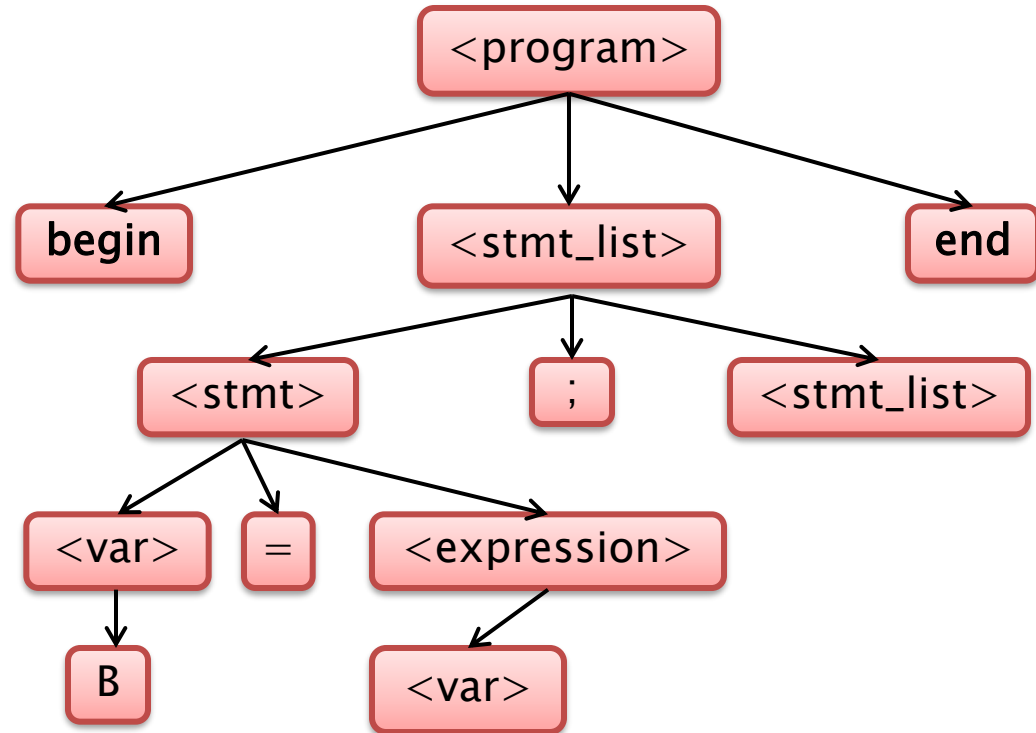 <program>
begin
<stmt_list>
end
<stmt>
;
<stmt_list>
<var>
=
<expression>
B
<var>